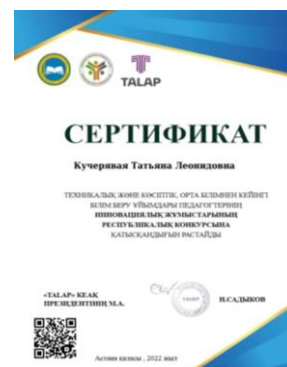 TALAP
СЕРТИФИКАТ
Кучерявая Татьяна Леонидовна
ТЕХНИКАЛЫҚ ЖӘНЕ КӘСІПТІК, ОРТА БІЛІМНЕН КЕЙІНГІ
БІЛІМ БЕРУ ҰЙЫМДАРЫ ПЕДАГОГТЕРІНІҢ
ИННОВАЦИЯЛЫҚ ЖҰМЫСТАРЫНЫҢ
РЕСПУБЛИКАЛЫҚ КОНКУРСЫНА
ҚАТЫСҚАНДЫҒЫН РАСТАЙДЫ
«TALAP» КЕАҚ
ПРЕЗИДЕНТІНІҢ М.А.
Н.САДЫКОВ
Астана қаласы , 2022 жыл